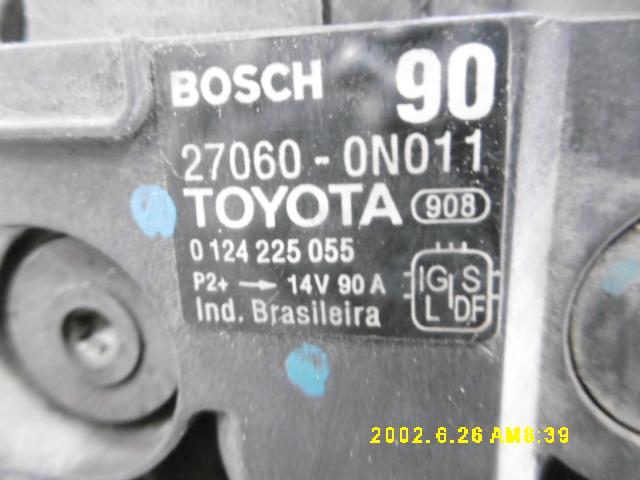 BOSCH 90
27060 - 0N011
TOYOTA 908
0 124 225 055
P2+ → 14V 90 A
IG S
L I DF
Ind. Brasileira
2002.6.26 AM8:39